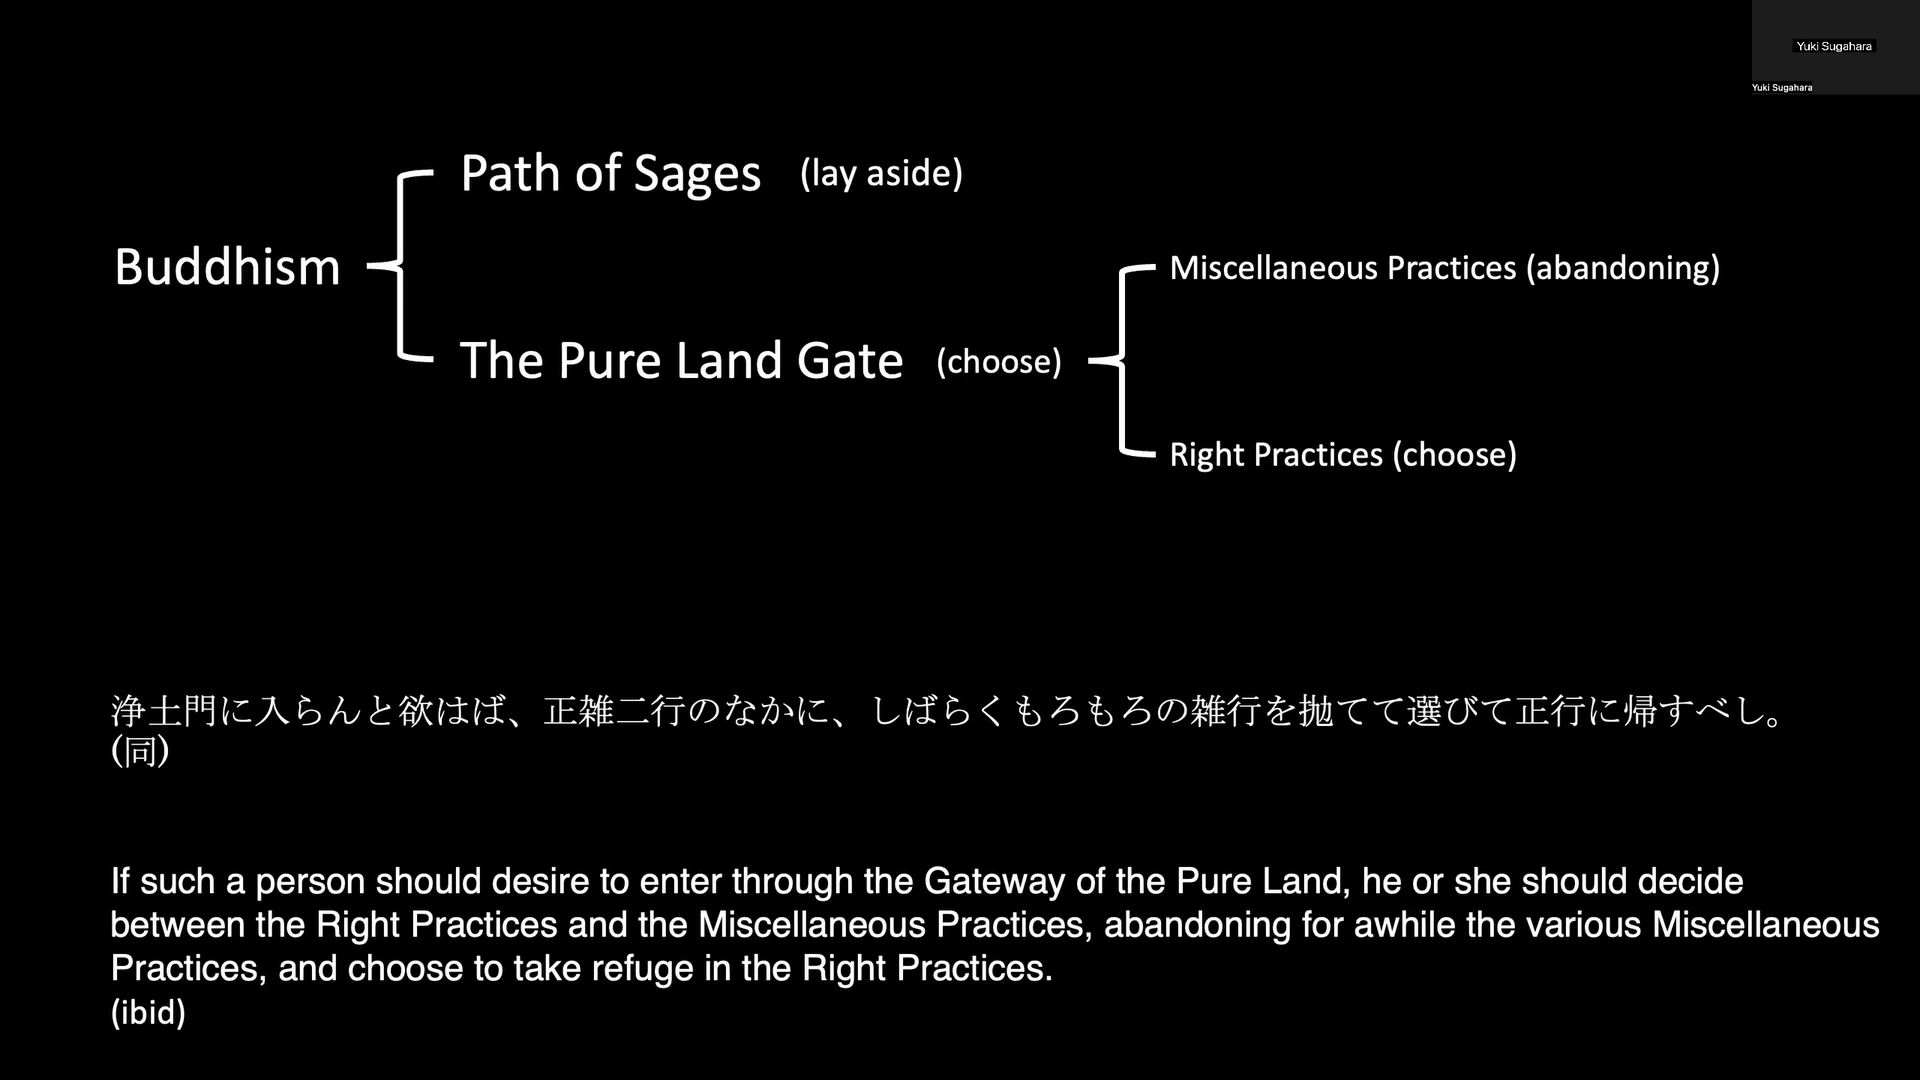 Yuki Sugahara
Yuki Sugahara
Path of Sages (lay aside)
Buddhism
Miscellaneous Practices (abandoning)
The Pure Land Gate (choose)
Right Practices (choose)
浄土門に入らんと欲はば、正雑二行のなかに、しばらくもろもろの雑行を抛てて選びて正行に帰すべし。
(同)
If such a person should desire to enter through the Gateway of the Pure Land, he or she should decide
between the Right Practices and the Miscellaneous Practices, abandoning for awhile the various Miscellaneous
Practices, and choose to take refuge in the Right Practices.
(ibid)